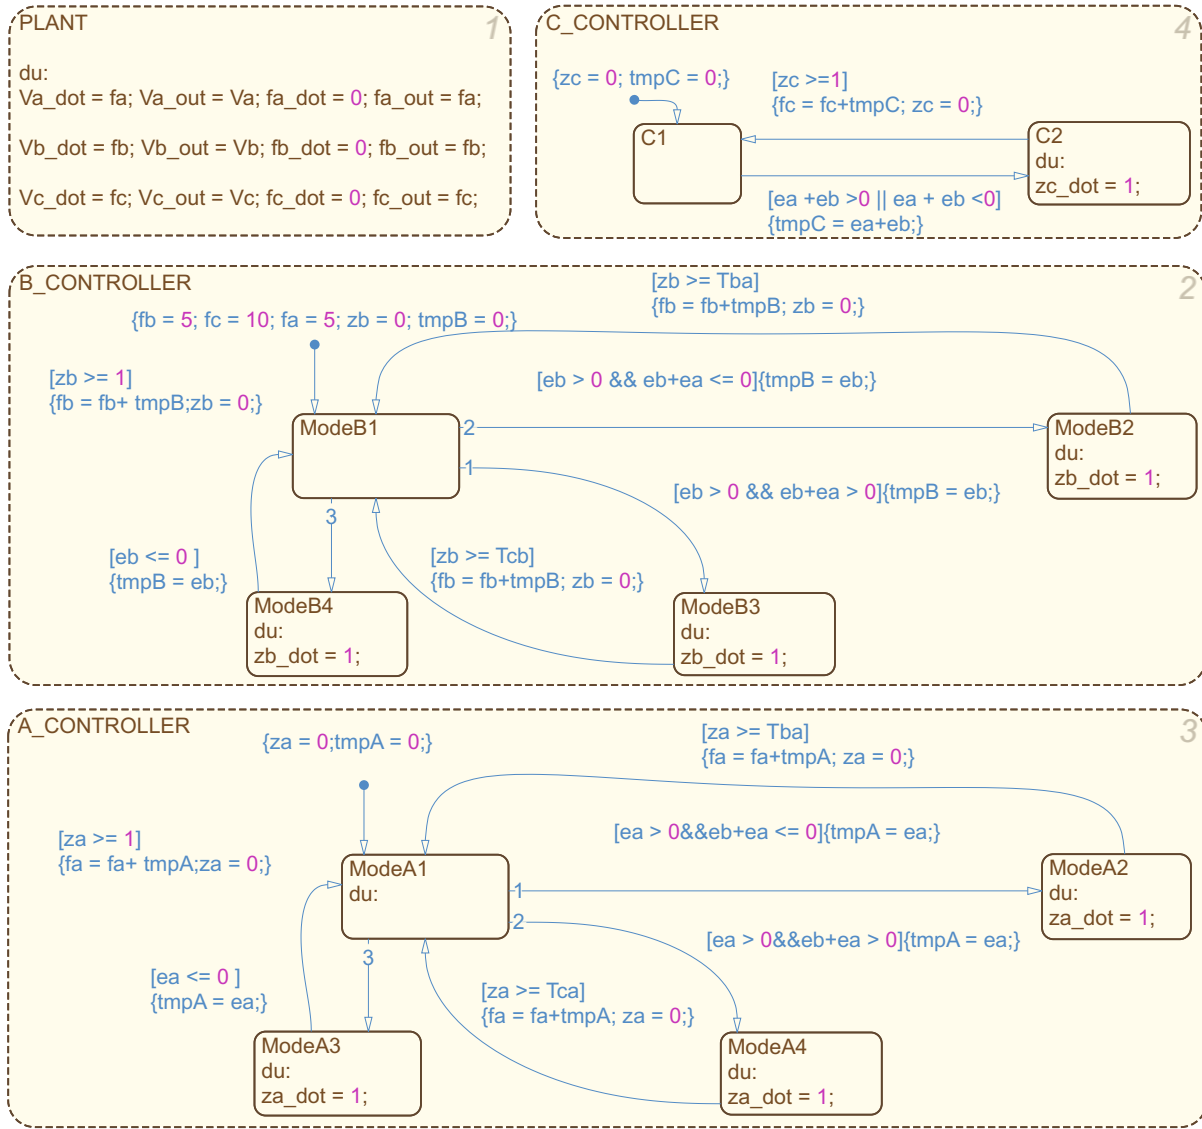 PLANT
1
du:
Va_dot = fa; Va_out = Va; fa_dot = 0; fa_out = fa;
Vb_dot = fb; Vb_out = Vb; fb_dot = 0; fb_out = fb;
Vc_dot = fc; Vc_out = Vc; fc_dot = 0; fc_out = fc;
C_CONTROLLER
4
{zc = 0; tmpC = 0;}
[zc >=1]
{fc = fc+tmpC; zc = 0;}
C1
C2
du:
zc_dot = 1;
[ea +eb >0 || ea + eb <0]
{tmpC = ea+eb;}
B_CONTROLLER
2
[zb >= Tba]
{fb = fb+tmpB; zb = 0;}
{fb = 5; fc = 10; fa = 5; zb = 0; tmpB = 0;}
[zb >= 1]
{fb = fb+ tmpB;zb = 0;}
[eb > 0 && eb+ea <= 0]{tmpB = eb;}
ModeB1
2
1
3
ModeB2
du:
zb_dot = 1;
[eb > 0 && eb+ea > 0]{tmpB = eb;}
[eb <= 0 ]
{tmpB = eb;}
[zb >= Tcb]
{fb = fb+tmpB; zb = 0;}
ModeB4
du:
zb_dot = 1;
ModeB3
du:
zb_dot = 1;
A_CONTROLLER
3
{za = 0;tmpA = 0;}
[za >= Tba]
{fa = fa+tmpA; za = 0;}
[za >= 1]
{fa = fa+ tmpA;za = 0;}
[ea > 0&&eb+ea <= 0]{tmpA = ea;}
ModeA1
du:
1
2
3
ModeA2
du:
za_dot = 1;
[ea > 0&&eb+ea > 0]{tmpA = ea;}
[ea <= 0 ]
{tmpA = ea;}
[za >= Tca]
{fa = fa+tmpA; za = 0;}
ModeA3
du:
za_dot = 1;
ModeA4
du:
za_dot = 1;